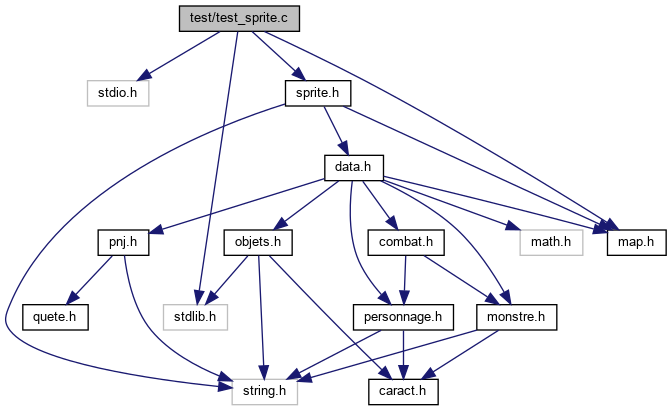 test/test_sprite.c
stdio.h
sprite.h
data.h
pnj.h
objets.h
combat.h
math.h
map.h
quete.h
stdlib.h
personnage.h
monstre.h
string.h
caract.h